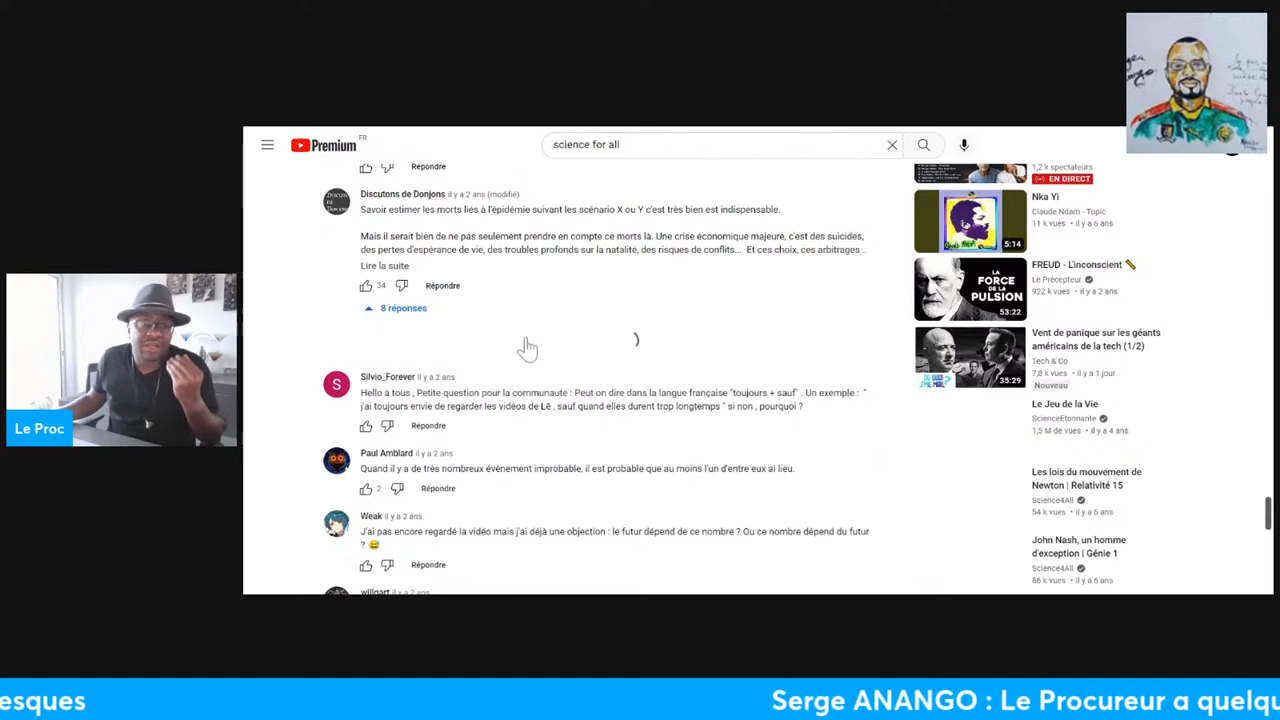 Premium FR
science for all
Répondre
Discutons de Donjons il y a 2 ans (modifié)
Savoir estimer les morts liés à l'épidémie suivant les scénario X ou Y c'est très bien est indispensable.
Mais il serait bien de ne pas seulement prendre en compte ce morts là. Une crise économique majeure, c'est des suicides,
des pertes d'espérance de vie, des troubles profonds sur la natalité, des risques de conflits... Et ces choix, ces arbitrages ..
Lire la suite
34 Répondre
8 réponses
S
Silvio_Forever il y a 2 ans
Hello à tous , Petite question pour la communauté : Peut on dire dans la langue française "toujours + sauf" . Un exemple : "
j'ai toujours envie de regarder les vidéos de Lê , sauf quand elles durent trop longtemps " si non , pourquoi ?
Répondre
Paul Amblard il y a 2 ans
Quand il y a de très nombreux évènement improbable, il est probable que au moins l'un d'entre eux ai lieu.
2 Répondre
Weak il y a 2 ans
J'ai pas encore regardé la vidéo mais j'ai déjà une objection : le futur dépend de ce nombre ? Ou ce nombre dépend du futur
?
Répondre
willgart il y a 2 ans
1,2 k spectateurs
EN DIRECT
5:14
Nka Yi
Claude Ndam - Topic
11 k vues • il y a 6 ans
LA
FORCE
DE LA
PULSION
53:22
FREUD - L'inconscient
Le Précepteur
922 k vues • il y a 2 ans
DE QUOI
J'ME MAIL
35:29
Vent de panique sur les géants
américains de la tech (1/2)
Tech & Co
7,8 k vues • il y a 1 jour
Nouveau
Le Jeu de la Vie
ScienceEtonnante
1,5 M de vues • il y a 4 ans
Les lois du mouvement de
Newton | Relativité 15
Science4All
54 k vues • il y a 6 ans
John Nash, un homme
d'exception | Génie 1
Science4All
86 k vues • il y a 6 ans
Le Proc
esques
Serge ANANGO : Le Procureur a quelqu